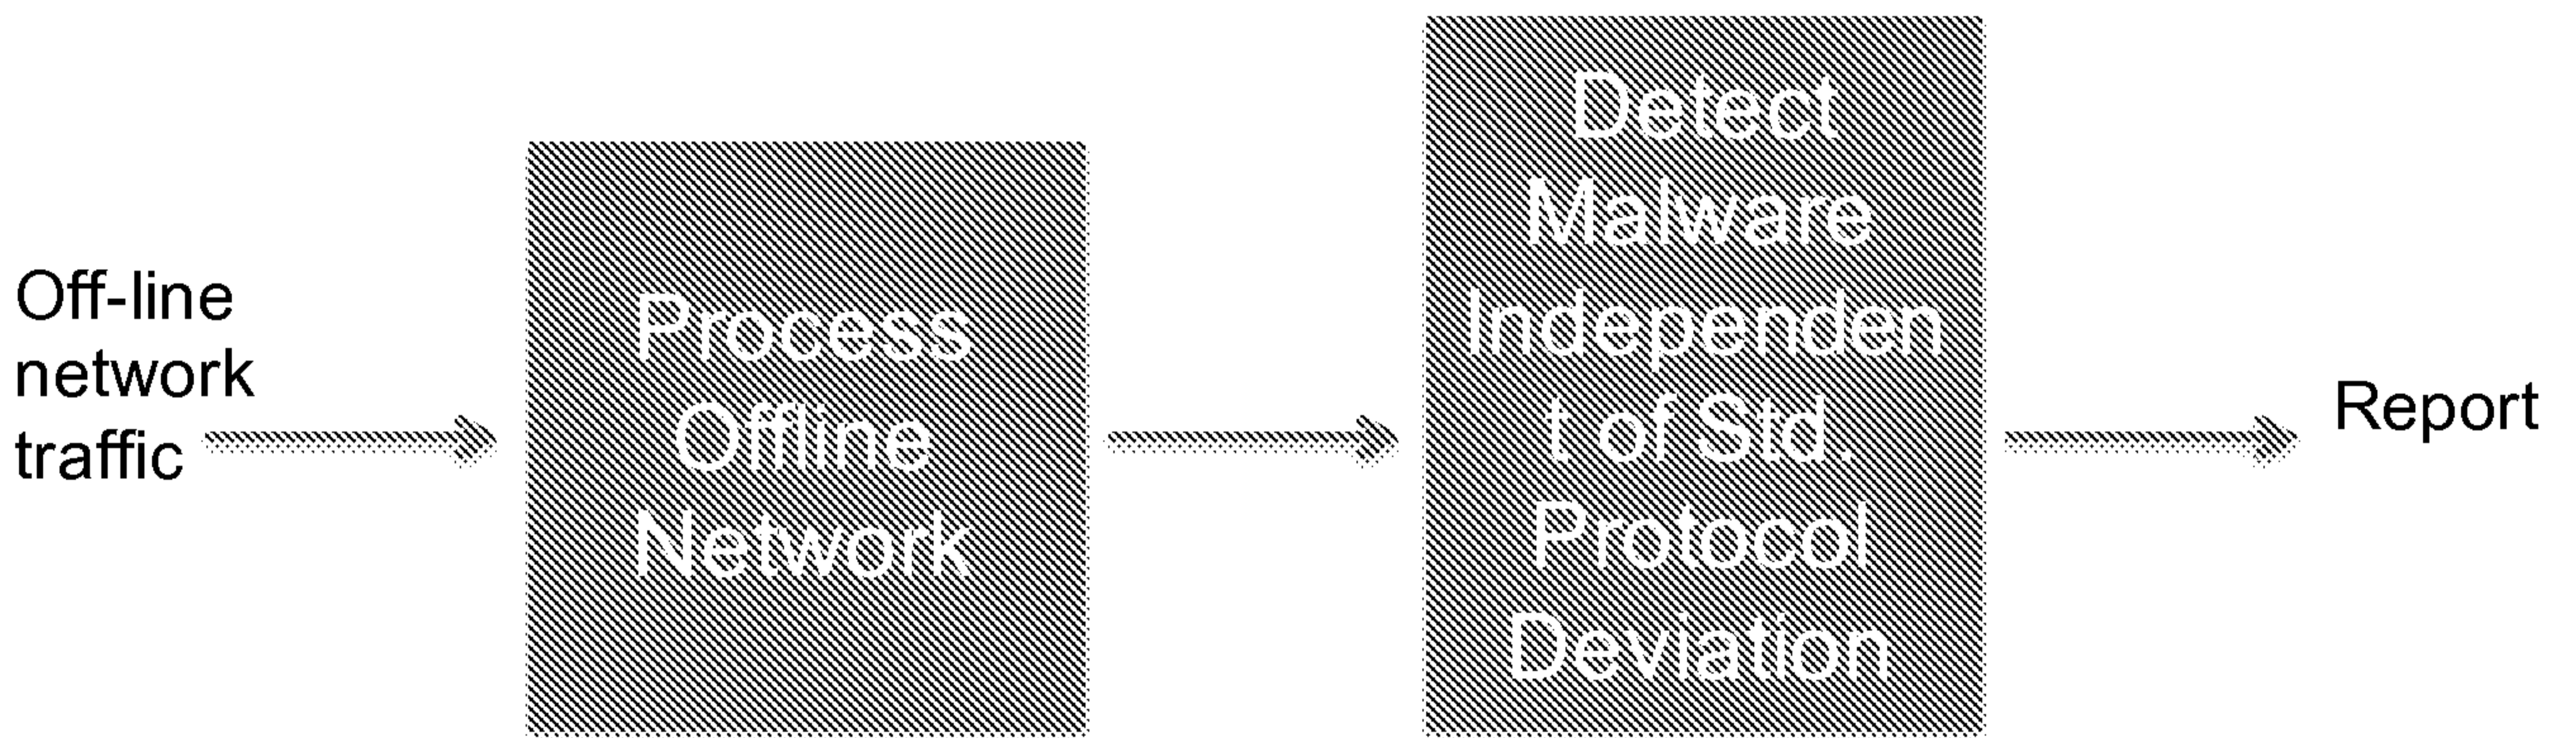 Off-line
network
traffic
Process
Offline
Network
Detect
Malware
Independen
t of Std.
Protocol
Deviation
Report